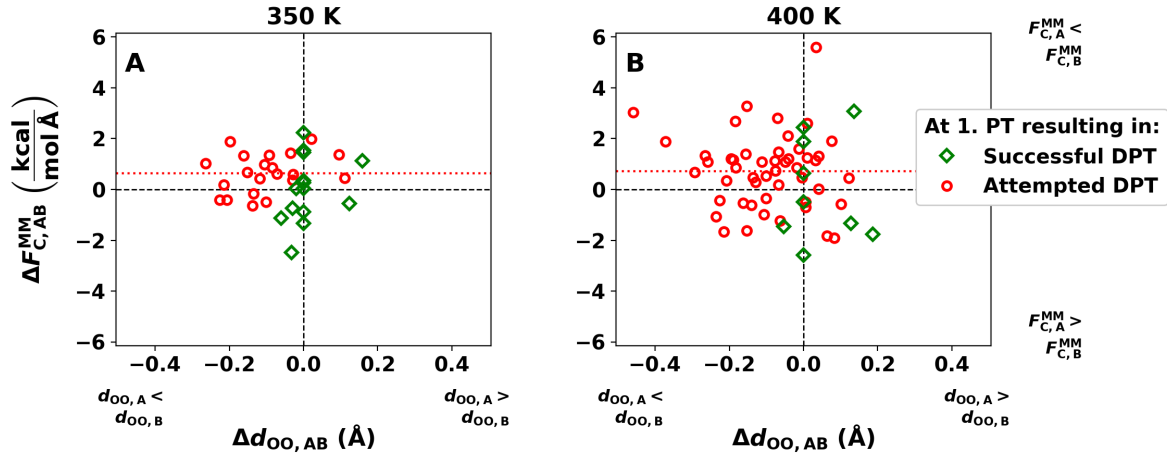 350 K
400 K
A
B
6
4
2
0
−2
−4
−6
−0.4
−0.2
0.0
0.2
0.4
6
4
2
0
−2
−4
−6
−0.4
−0.2
0.0
0.2
0.4
ΔF^MM_C, AB (kcal/mol Å)
d_OO, A <
d_OO, B
d_OO, A >
d_OO, B
Δd_OO, AB (Å)
d_OO, A <
d_OO, B
d_OO, A >
d_OO, B
Δd_OO, AB (Å)
F^MM_C, A <
F^MM_C, B
At 1. PT resulting in:
Successful DPT
Attempted DPT
F^MM_C, A >
F^MM_C, B